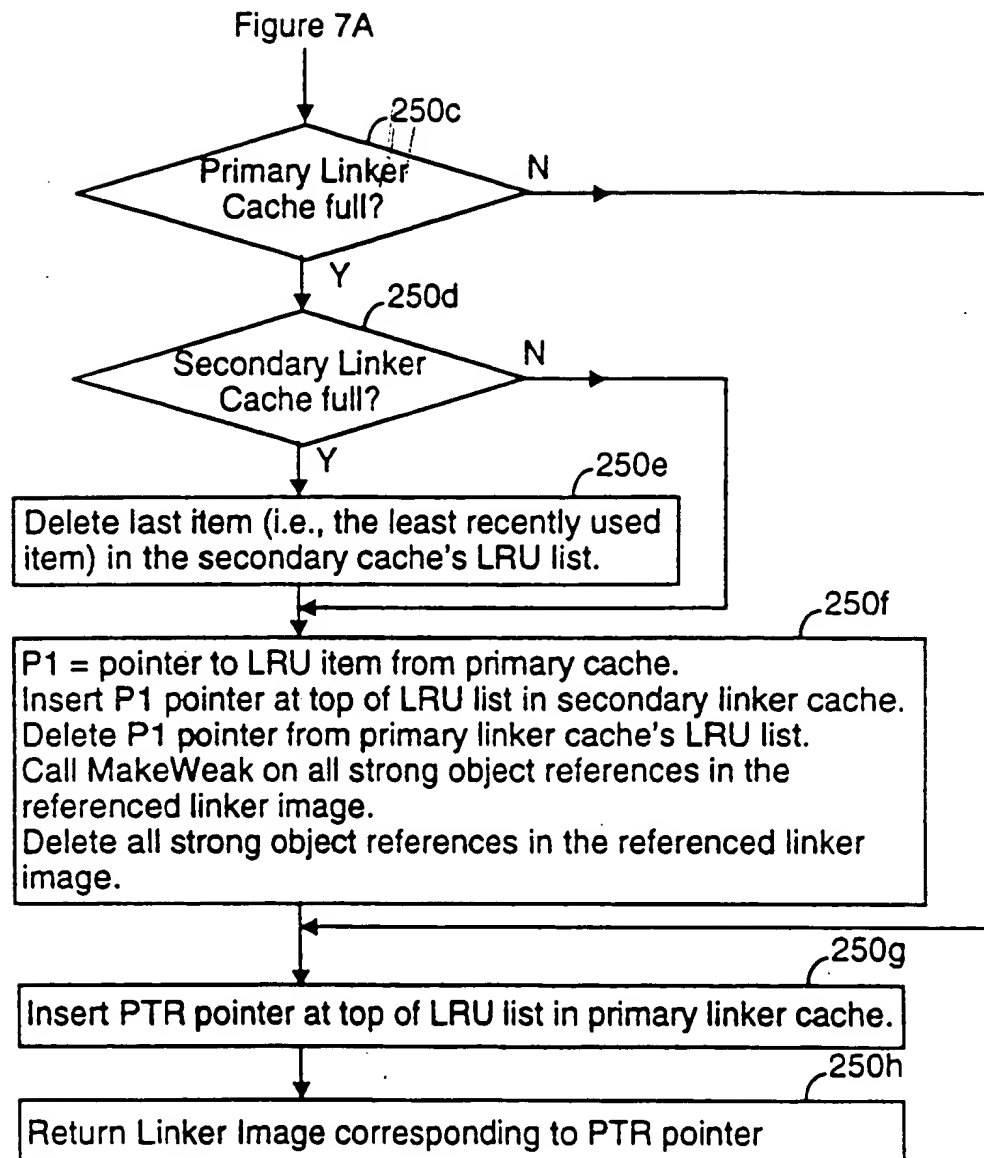 Figure 7A
250c
Primary Linker
Cache full?
N
Y
250d
Secondary Linker
Cache full?
N
Y
250e
Delete last item (i.e., the least recently used
item) in the secondary cache's LRU list.
250f
P1 = pointer to LRU item from primary cache.
Insert P1 pointer at top of LRU list in secondary linker cache.
Delete P1 pointer from primary linker cache's LRU list.
Call MakeWeak on all strong object references in the
referenced linker image.
Delete all strong object references in the referenced linker
image.
250g
Insert PTR pointer at top of LRU list in primary linker cache.
250h
Return Linker Image corresponding to PTR pointer